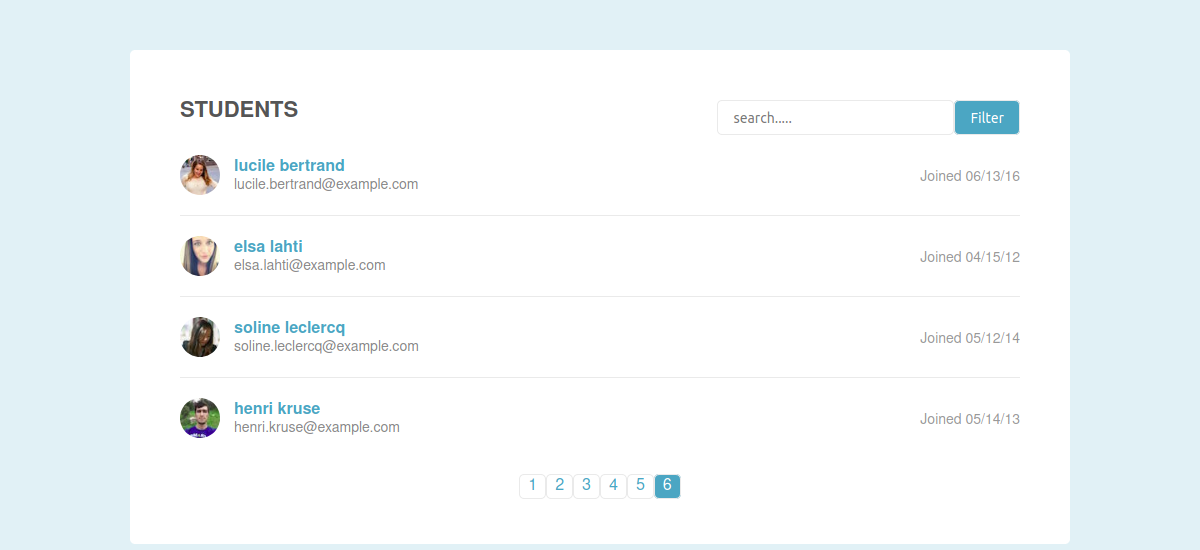 STUDENTS
search.....
Filter
lucile bertrand
lucile.bertrand@example.com
Joined 06/13/16
elsa lahti
elsa.lahti@example.com
Joined 04/15/12
soline leclercq
soline.leclercq@example.com
Joined 05/12/14
henri kruse
henri.kruse@example.com
Joined 05/14/13
1 2 3 4 5 6